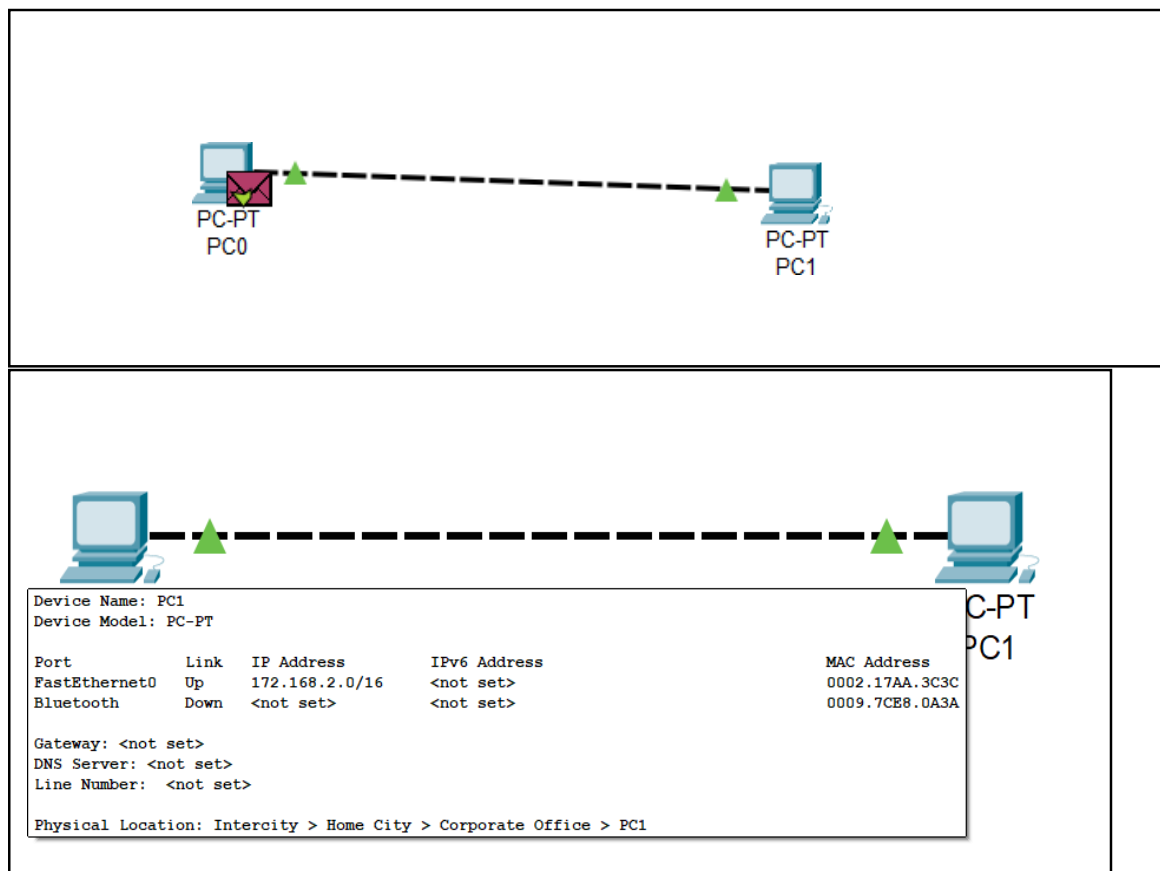 PC-PT
PC0
PC-PT
PC1
Device Name: PC1
Device Model: PC-PT
Port Link IP Address IPv6 Address MAC Address
FastEthernet0 Up 172.168.2.0/16 <not set> 0002.17AA.3C3C
Bluetooth Down <not set> <not set> 0009.7CE8.0A3A
Gateway: <not set>
DNS Server: <not set>
Line Number: <not set>
Physical Location: Intercity > Home City > Corporate Office > PC1
C-PT
PC1